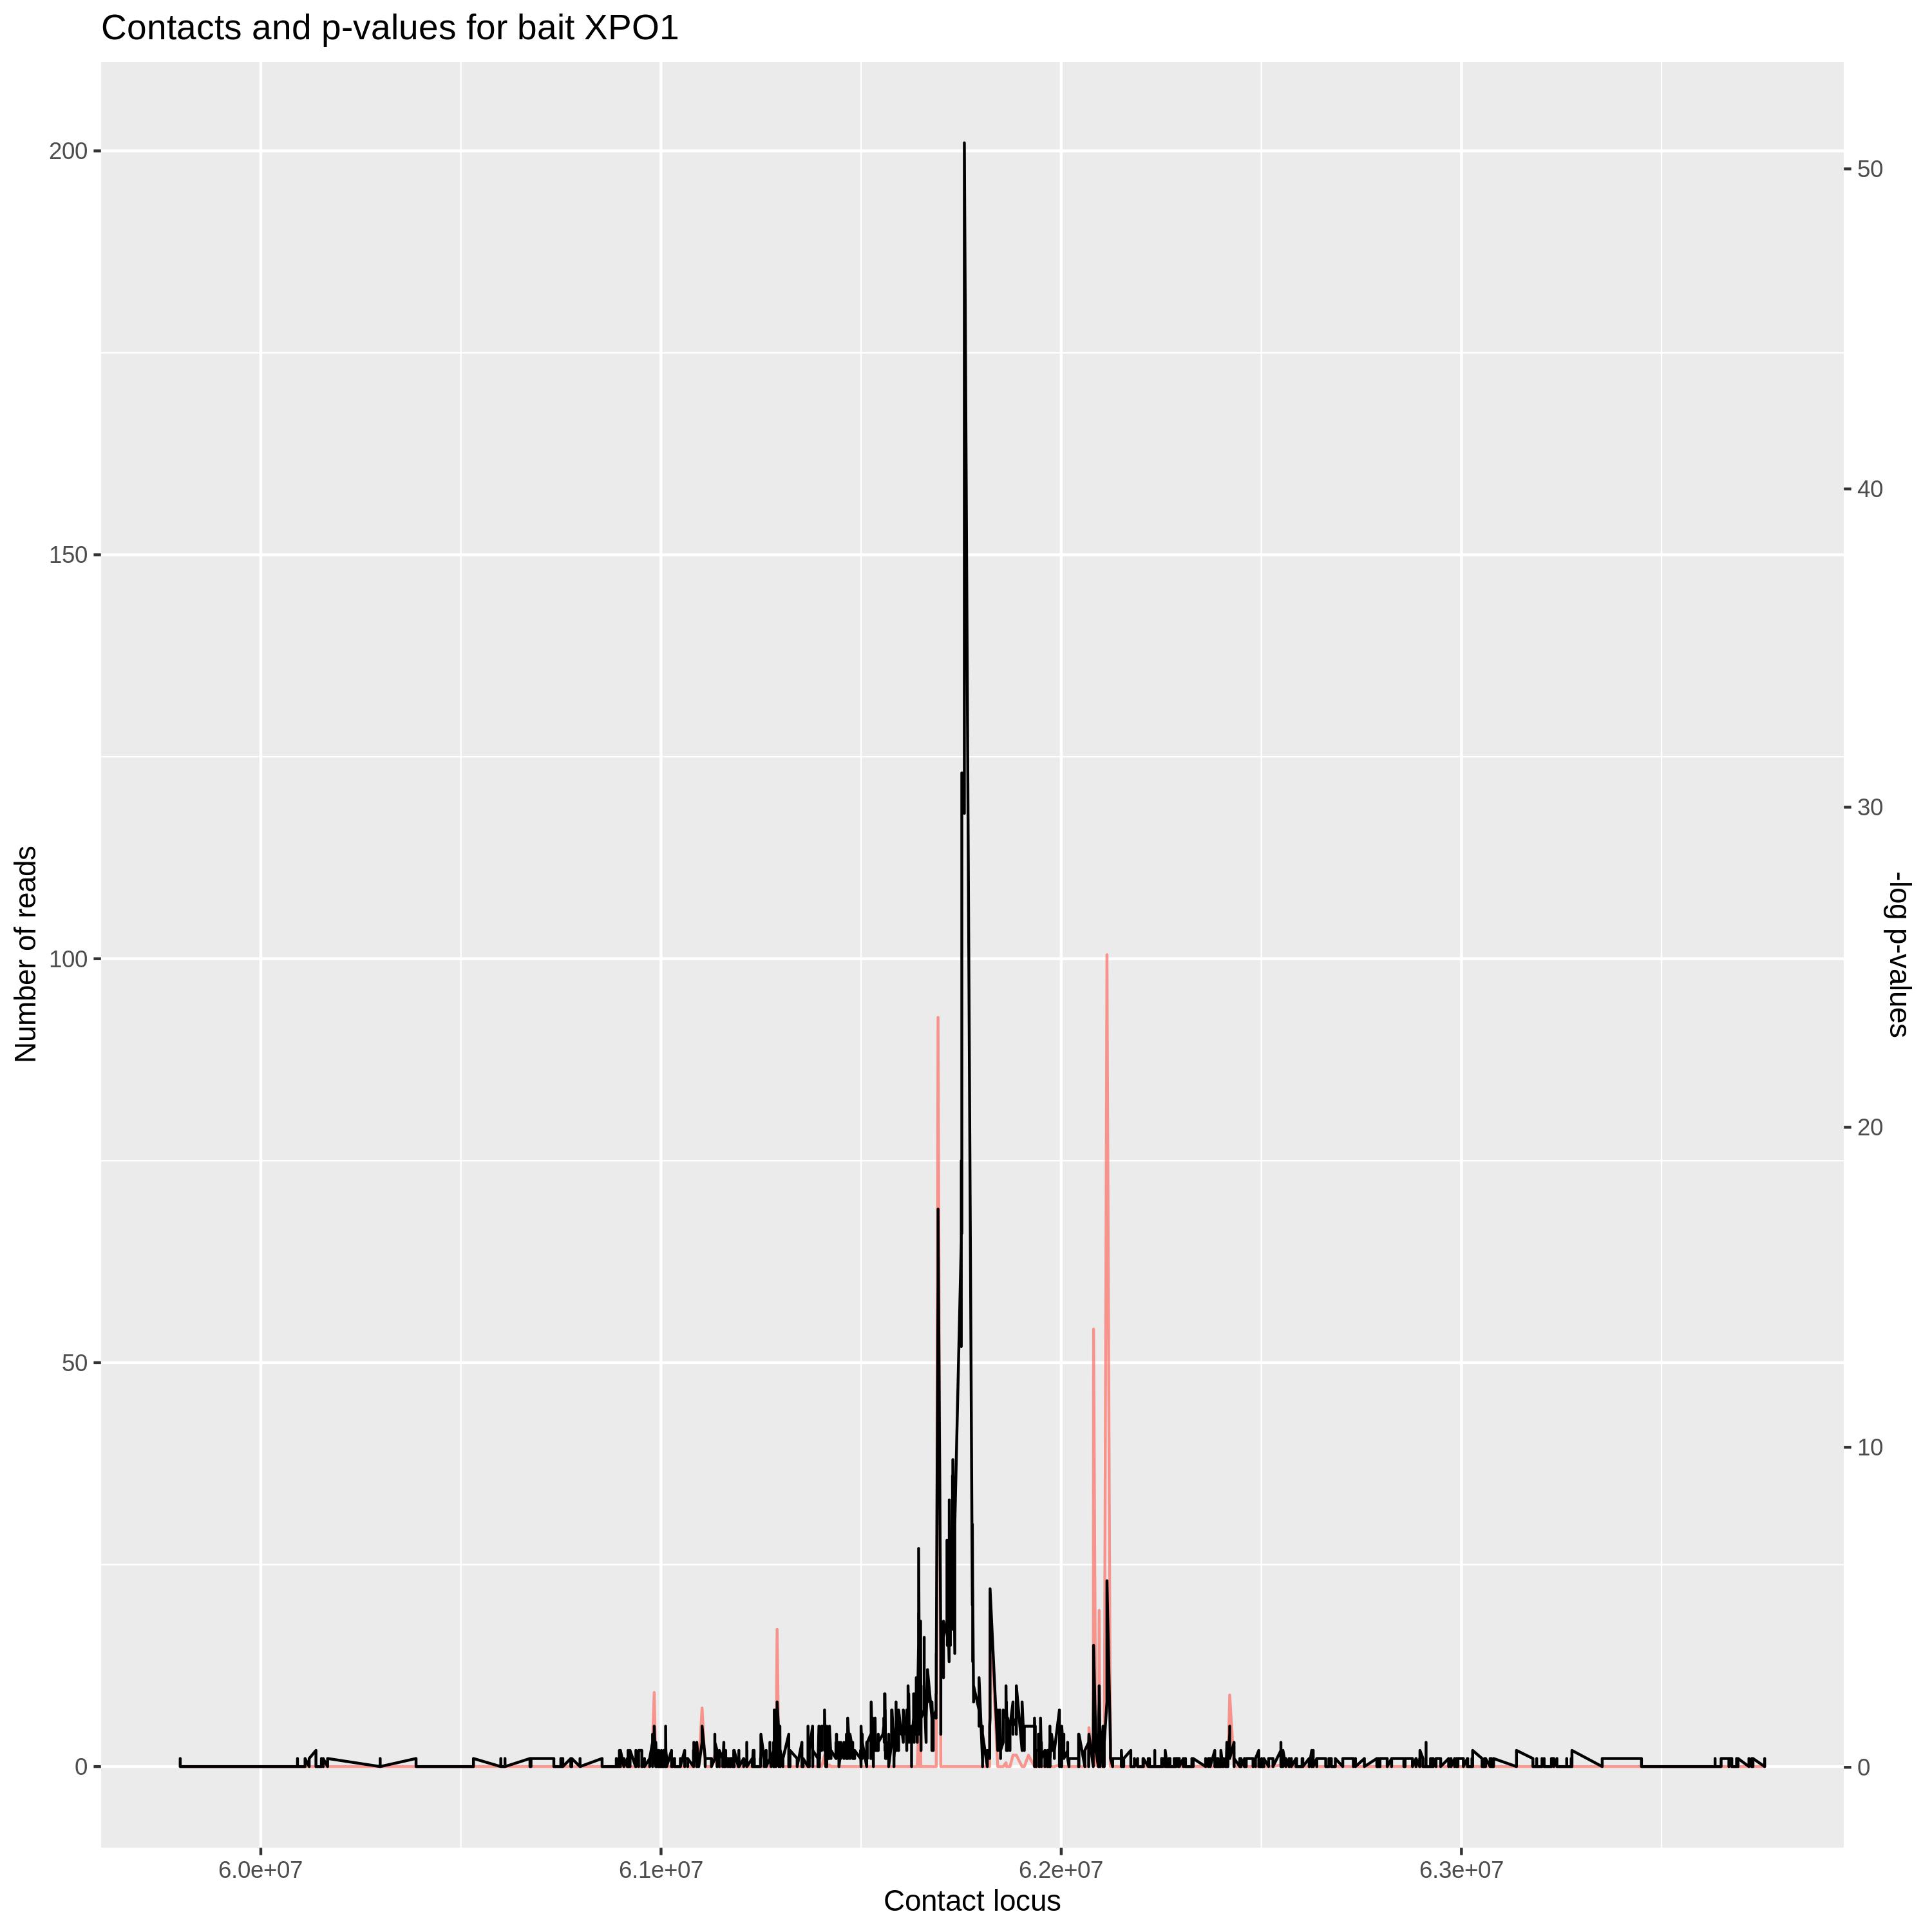 Contacts and p-values for bait XPO1
200
150
100
50
0
Number of reads
50
40
30
20
10
0
-log p-values
6.0e+07
6.1e+07
6.2e+07
6.3e+07
Contact locus